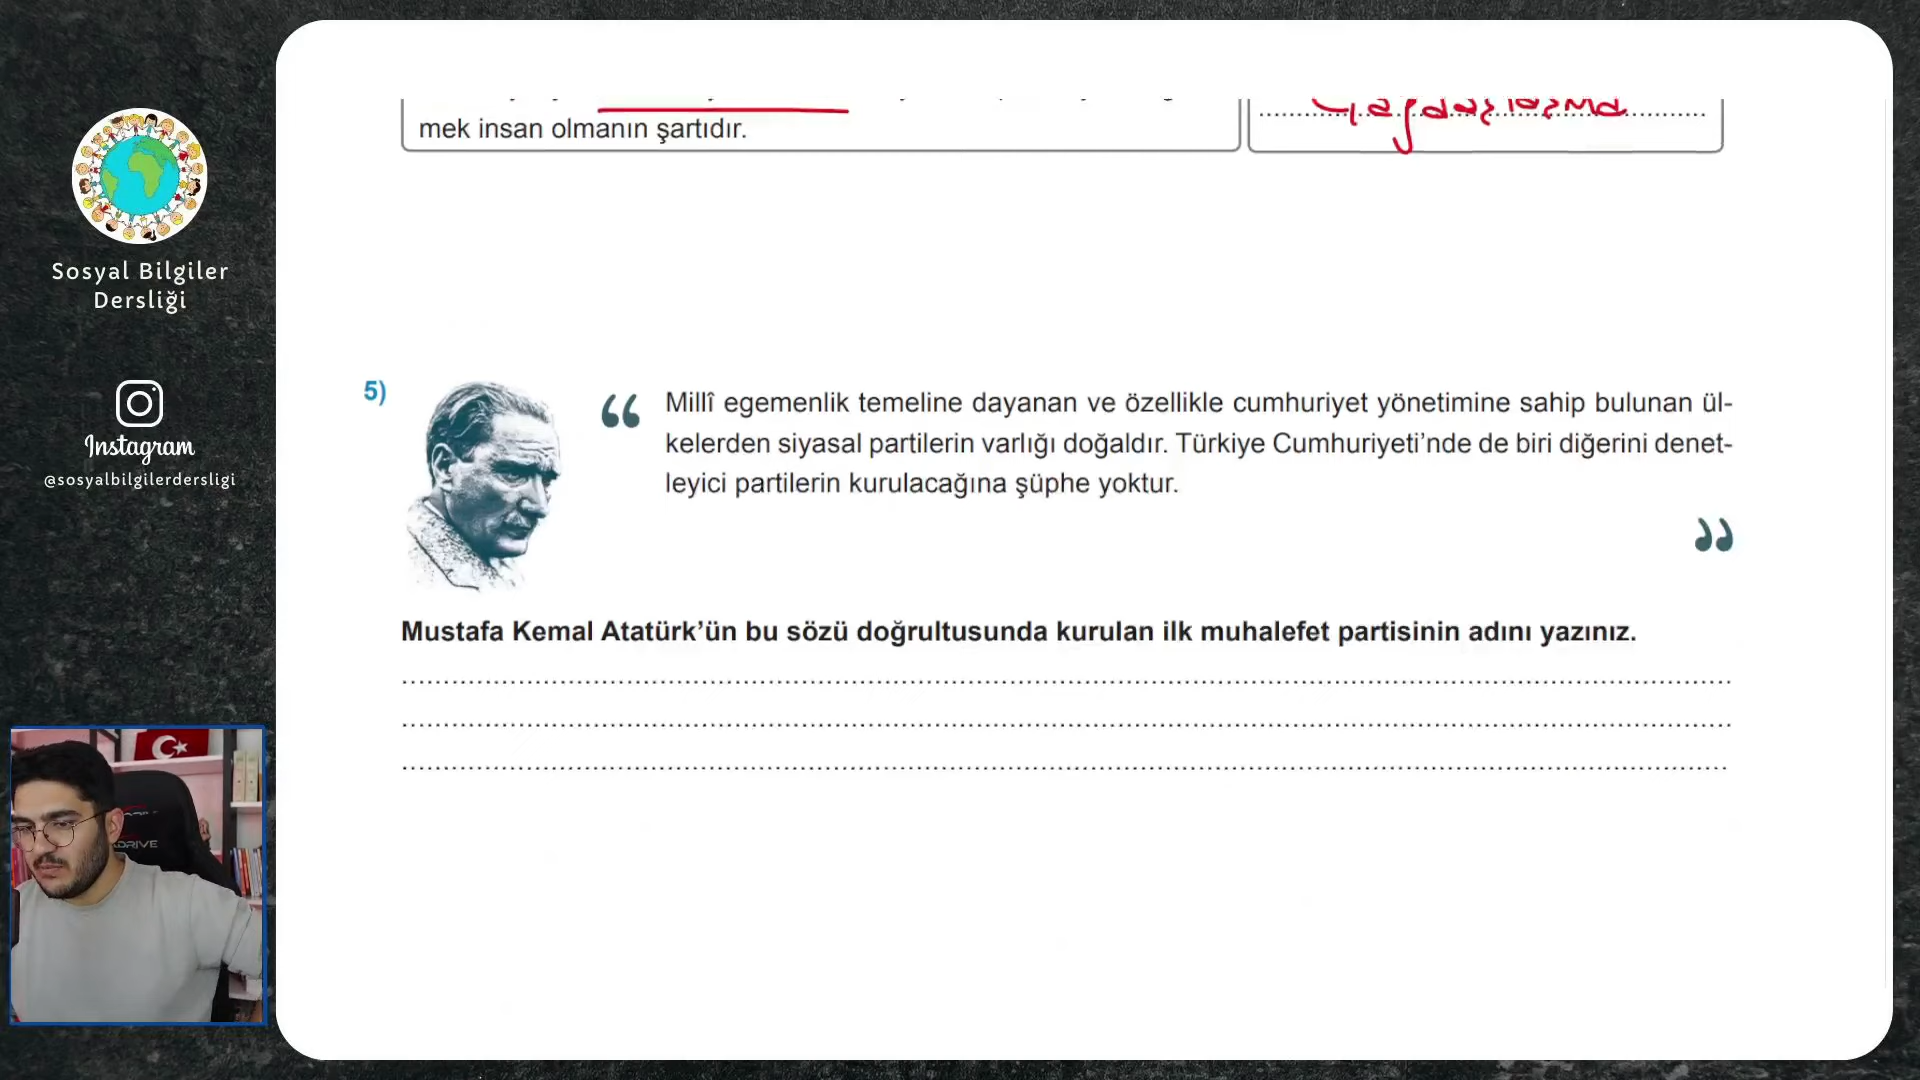 mek insan olmanın şartıdır.
Çağdaşlaşma
Sosyal Bilgiler
Dersliği
Instagram
@sosyalbilgilerdersligi
5)
“ Millî egemenlik temeline dayanan ve özellikle cumhuriyet yönetimine sahip bulunan ül-
kelerden siyasal partilerin varlığı doğaldır. Türkiye Cumhuriyeti’nde de biri diğerini denet-
leyici partilerin kurulacağına şüphe yoktur.
”
Mustafa Kemal Atatürk’ün bu sözü doğrultusunda kurulan ilk muhalefet partisinin adını yazınız.